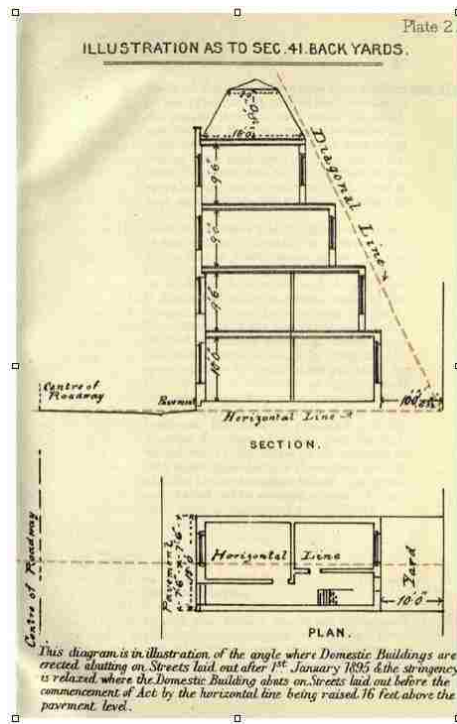 Plate 2.
ILLUSTRATION AS TO SEC. 41. BACK YARDS.
16'0"
Diagonal Line
9'6"
9'0"
9'6"
10'0"
Centre of
Roadway
Pavement
10'0"
Horizontal Line
SECTION.
Centre of Roadway
Pavement
Horizontal Line
Yard
10'0"
PLAN.
This diagram is in illustration of the angle where Domestic Buildings are
erected abutting on Streets laid out after 1st January 1895 & the stringency
is relaxed where the Domestic Building abuts on Streets laid out before the
commencement of Act by the horizontal line being raised 16 feet above the
pavement level.